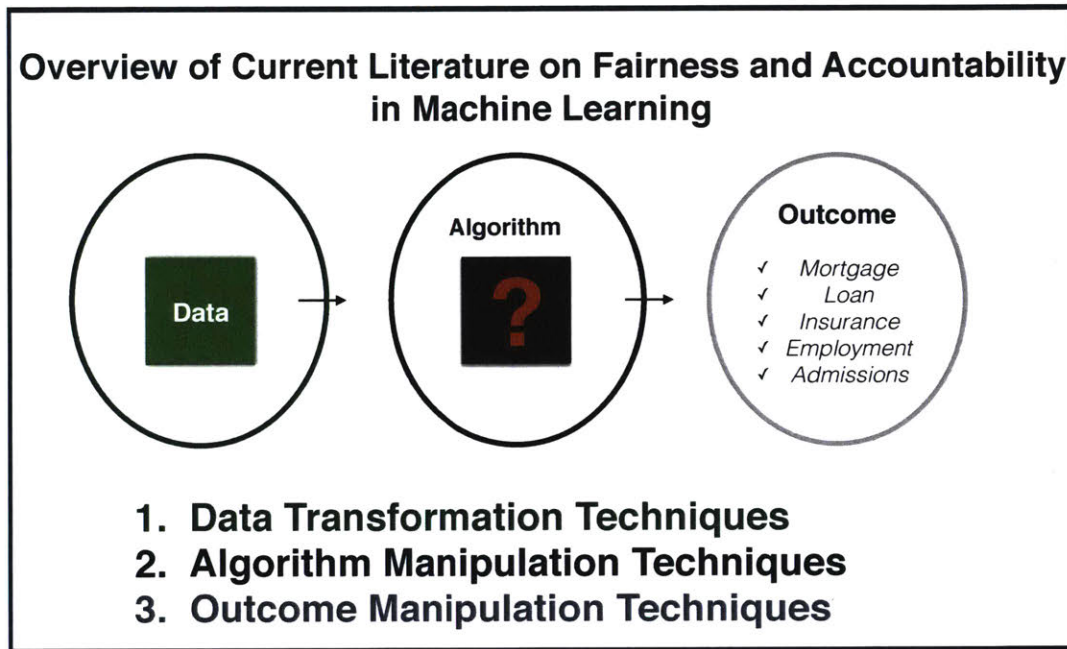 Overview of Current Literature on Fairness and Accountability
in Machine Learning
Data
Algorithm
?
Outcome
✓ Mortgage
✓ Loan
✓ Insurance
✓ Employment
✓ Admissions
1. Data Transformation Techniques
2. Algorithm Manipulation Techniques
3. Outcome Manipulation Techniques